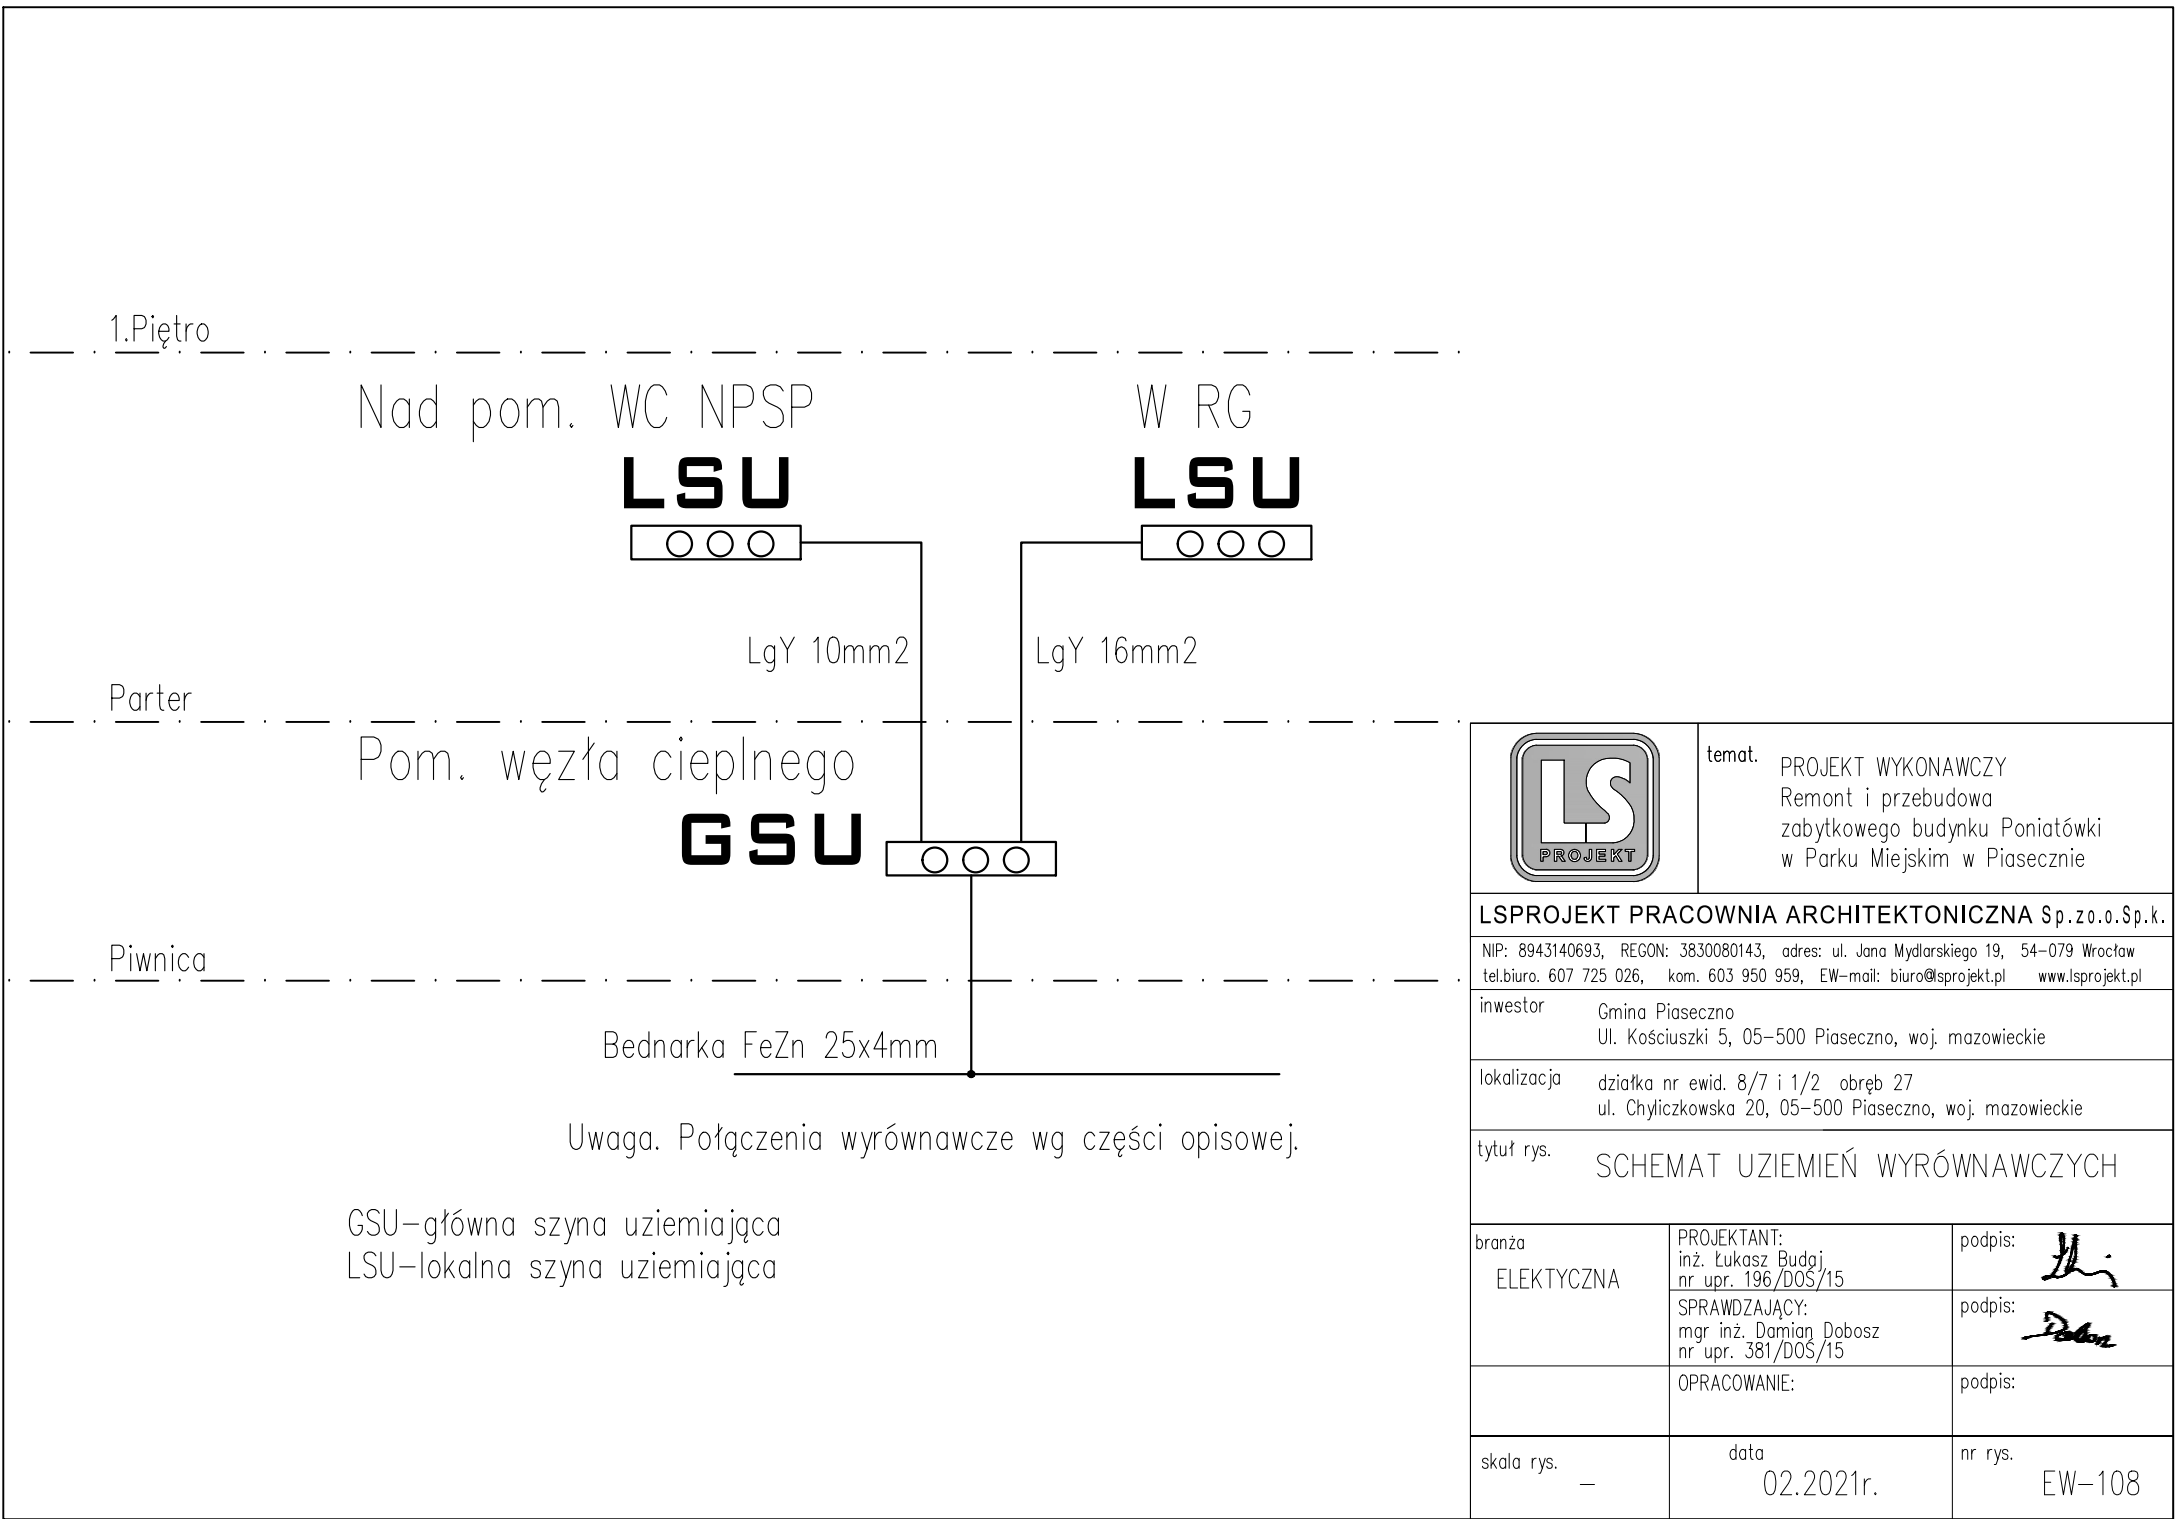 1.Piętro
Nad pom. WC NPSP
W RG
LSU
LSU
LgY 10mm2
LgY 16mm2
Parter
Pom. węzła cieplnego
GSU
Piwnica
Bednarka FeZn 25x4mm
Uwaga. Połączenia wyrównawcze wg części opisowej.
GSU-główna szyna uziemiająca
LSU-lokalna szyna uziemiająca
LS
PROJEKT
temat.
PROJEKT WYKONAWCZY
Remont i przebudowa
zabytkowego budynku Poniatówki
w Parku Miejskim w Piasecznie
LSPROJEKT PRACOWNIA ARCHITEKTONICZNA Sp.zo.o.Sp.k.
NIP: 8943140693, REGON: 3830080143, adres: ul. Jana Mydlarskiego 19, 54-079 Wrocław
tel.biuro. 607 725 026, kom. 603 950 959, EW-mail: biuro@lsprojekt.pl www.lsprojekt.pl
inwestor
Gmina Piaseczno
Ul. Kościuszki 5, 05-500 Piaseczno, woj. mazowieckie
lokalizacja
działka nr ewid. 8/7 i 1/2 obręb 27
ul. Chyliczkowska 20, 05-500 Piaseczno, woj. mazowieckie
tytuł rys.
SCHEMAT UZIEMIEŃ WYRÓWNAWCZYCH
branża
ELEKTYCZNA
PROJEKTANT:
inż. Łukasz Budaj
nr upr. 196/DOŚ/15
podpis:
SPRAWDZAJĄCY:
mgr inż. Damian Dobosz
nr upr. 381/DOŚ/15
podpis:
OPRACOWANIE:
podpis:
skala rys.
-
data
02.2021r.
nr rys.
EW-108